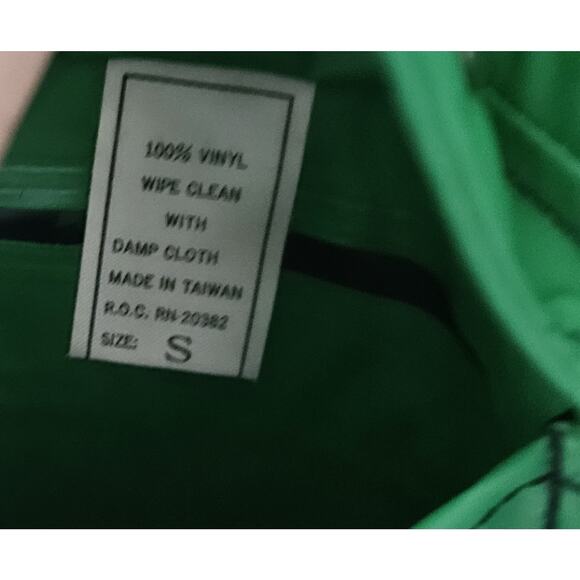 100% VINYL
WIPE CLEAN
WITH
DAMP CLOTH
MADE IN TAIWAN
R.O.C. RN-20382
SIZE: S